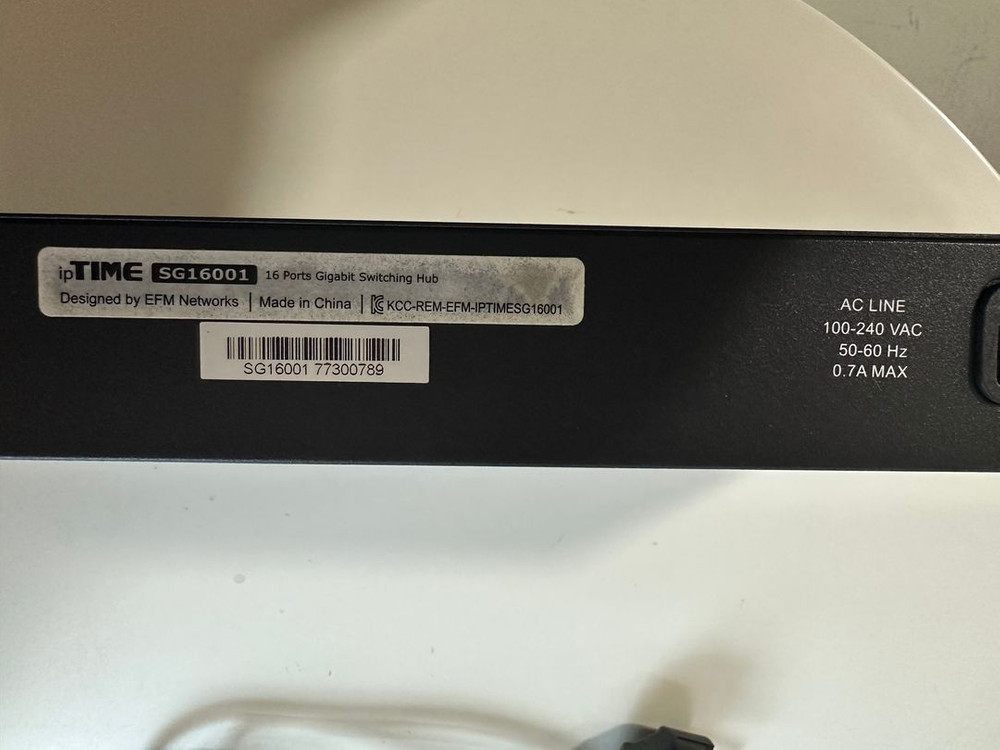 ipTIME SG16001 16 Ports Gigabit Switching Hub
Designed by EFM Networks | Made in China | KCC-REM-EFM-IPTIMESG16001
SG16001 77300789
AC LINE
100-240 VAC
50-60 Hz
0.7A MAX